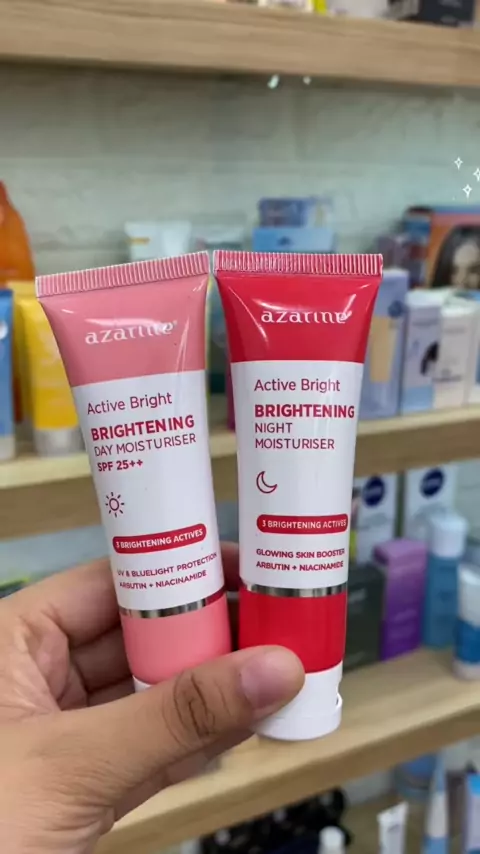 azarine
Active Bright
BRIGHTENING
DAY MOISTURISER
SPF 25++
3 BRIGHTENING ACTIVES
UV & BLUELIGHT PROTECTION
ARBUTIN + NIACINAMIDE
azarine
Active Bright
BRIGHTENING
NIGHT
MOISTURISER
3 BRIGHTENING ACTIVES
GLOWING SKIN BOOSTER
ARBUTIN + NIACINAMIDE
NIVEA